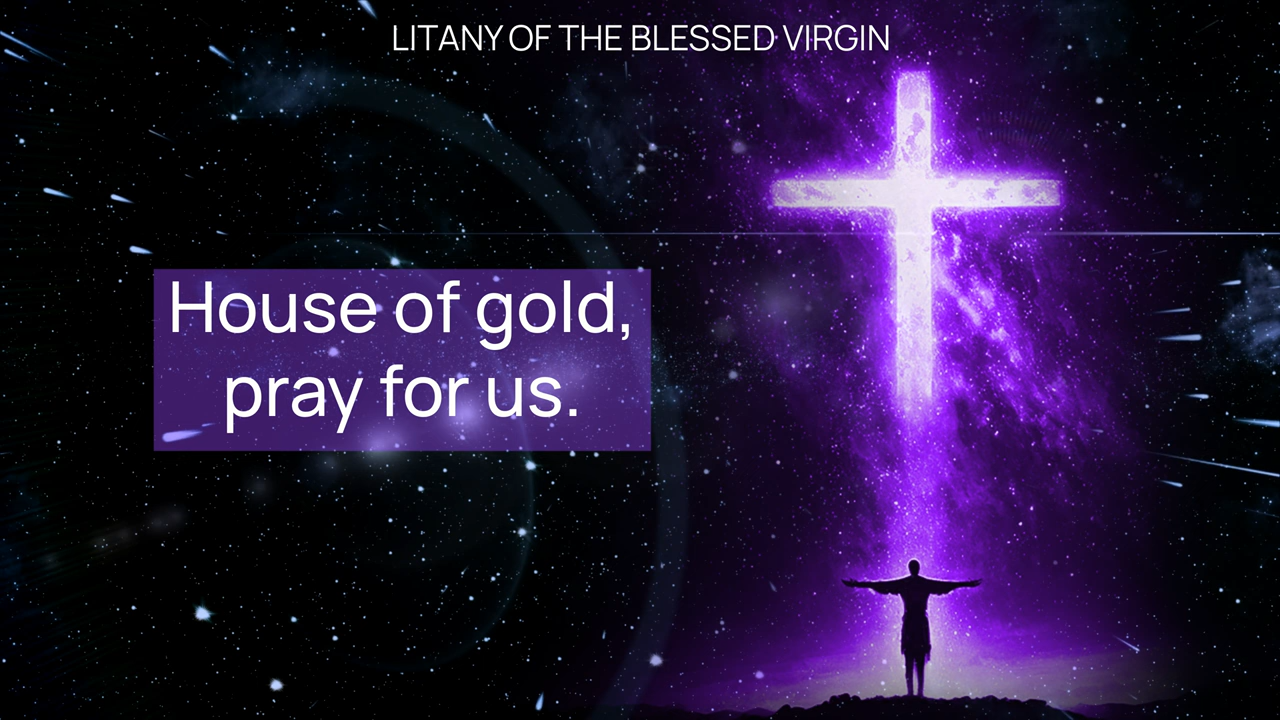 LITANY OF THE BLESSED VIRGIN
House of gold,
pray for us.